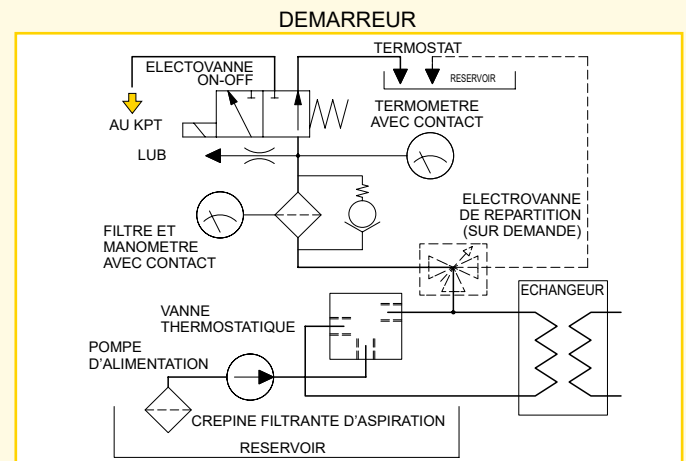 DEMARREUR
TERMOSTAT
ELECTOVANNE
ON-OFF
RESERVOIR
AU KPT
TERMOMETRE
AVEC CONTACT
LUB
ELECTROVANNE
DE REPARTITION
(SUR DEMANDE)
FILTRE ET
MANOMETRE
AVEC CONTACT
ECHANGEUR
VANNE
THERMOSTATIQUE
POMPE
D'ALIMENTATION
CREPINE FILTRANTE D'ASPIRATION
RESERVOIR